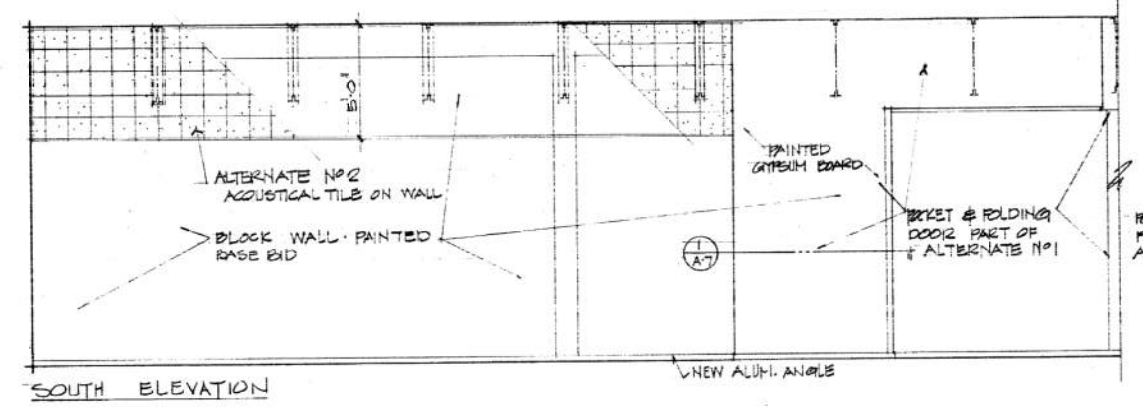 5'-0"
ALTERNATE Nº2
ACOUSTICAL TILE ON WALL
BLOCK WALL · PAINTED
BASE BID
PAINTED
GYPSUM BOARD
POCKET & FOLDING
DOOR PART OF
ALTERNATE Nº1
1
A-7
NEW ALUM. ANGLE
SOUTH ELEVATION